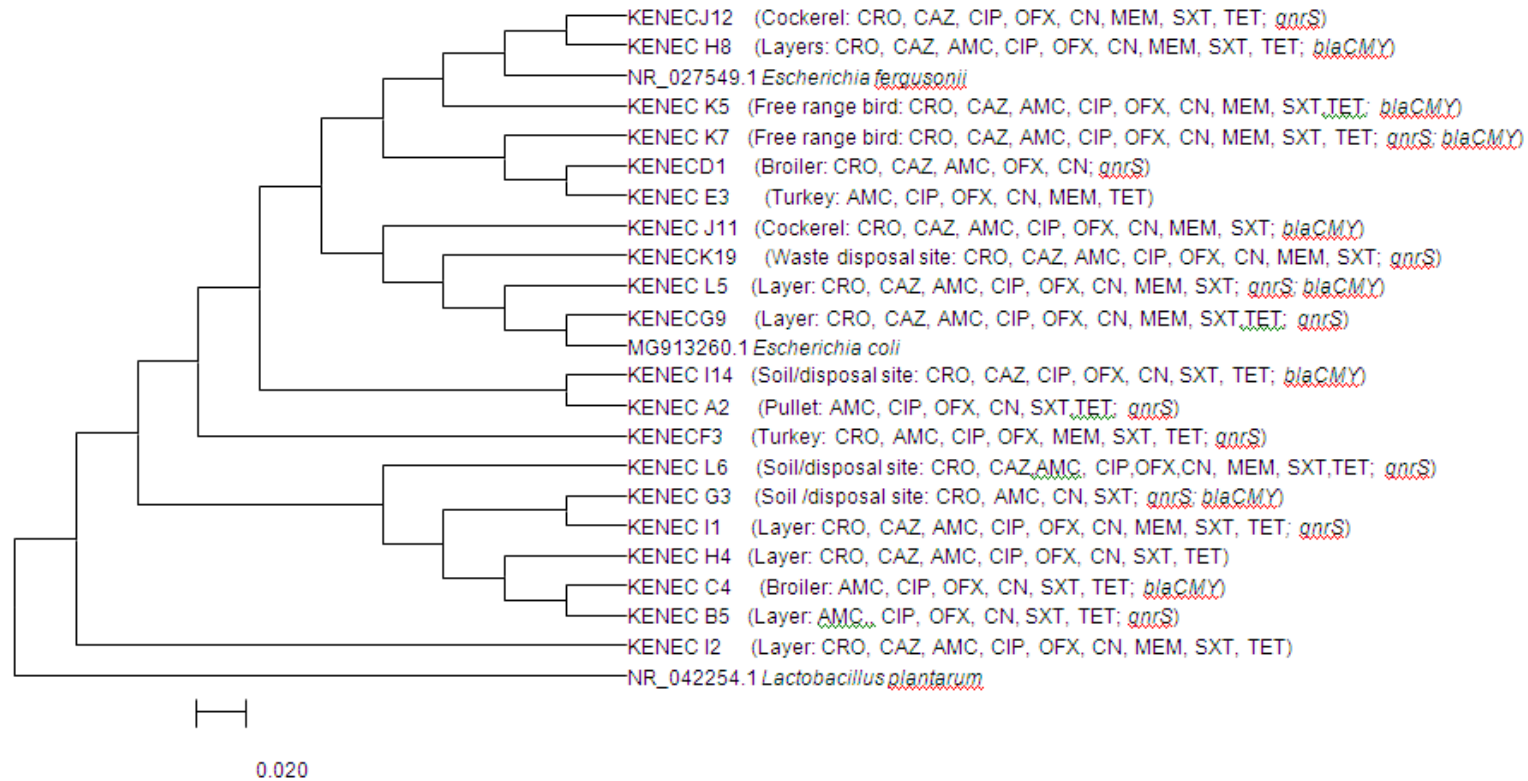 KENECJ12 (Cockerel: CRO, CAZ, CIP, OFX, CN, MEM, SXT, TET; qnrS)
KENEC H8 (Layers: CRO, CAZ, AMC, CIP, OFX, CN, MEM, SXT, TET; blaCMY)
NR_027549.1 Escherichia fergusonii
KENEC K5 (Free range bird: CRO, CAZ, AMC, CIP, OFX, CN, MEM, SXT,TET; blaCMY)
KENEC K7 (Free range bird: CRO, CAZ, AMC, CIP, OFX, CN, MEM, SXT, TET; qnrS; blaCMY)
KENECD1 (Broiler: CRO, CAZ, AMC, OFX, CN; qnrS)
KENEC E3 (Turkey: AMC, CIP, OFX, CN, MEM, TET)
KENEC J11 (Cockerel: CRO, CAZ, AMC, CIP, OFX, CN, MEM, SXT; blaCMY)
KENECK19 (Waste disposal site: CRO, CAZ, AMC, CIP, OFX, CN, MEM, SXT; qnrS)
KENEC L5 (Layer: CRO, CAZ, AMC, CIP, OFX, CN, MEM, SXT; qnrS; blaCMY)
KENECG9 (Layer: CRO, CAZ, AMC, CIP, OFX, CN, MEM, SXT,TET; qnrS)
MG913260.1 Escherichia coli
KENEC I14 (Soil/disposal site: CRO, CAZ, CIP, OFX, CN, SXT, TET; blaCMY)
KENEC A2 (Pullet: AMC, CIP, OFX, CN, SXT,TET; qnrS)
KENECF3 (Turkey: CRO, AMC, CIP, OFX, MEM, SXT, TET; qnrS)
KENEC L6 (Soil/disposal site: CRO, CAZ,AMC, CIP,OFX,CN, MEM, SXT,TET; qnrS)
KENEC G3 (Soil /disposal site: CRO, AMC, CN, SXT; qnrS; blaCMY)
KENEC I1 (Layer: CRO, CAZ, AMC, CIP, OFX, CN, MEM, SXT, TET; qnrS)
KENEC H4 (Layer: CRO, CAZ, AMC, CIP, OFX, CN, SXT, TET)
KENEC C4 (Broiler: AMC, CIP, OFX, CN, SXT, TET; blaCMY)
KENEC B5 (Layer: AMC,, CIP, OFX, CN, SXT, TET; qnrS)
KENEC I2 (Layer: CRO, CAZ, AMC, CIP, OFX, CN, MEM, SXT, TET)
NR_042254.1 Lactobacillus plantarum
0.020